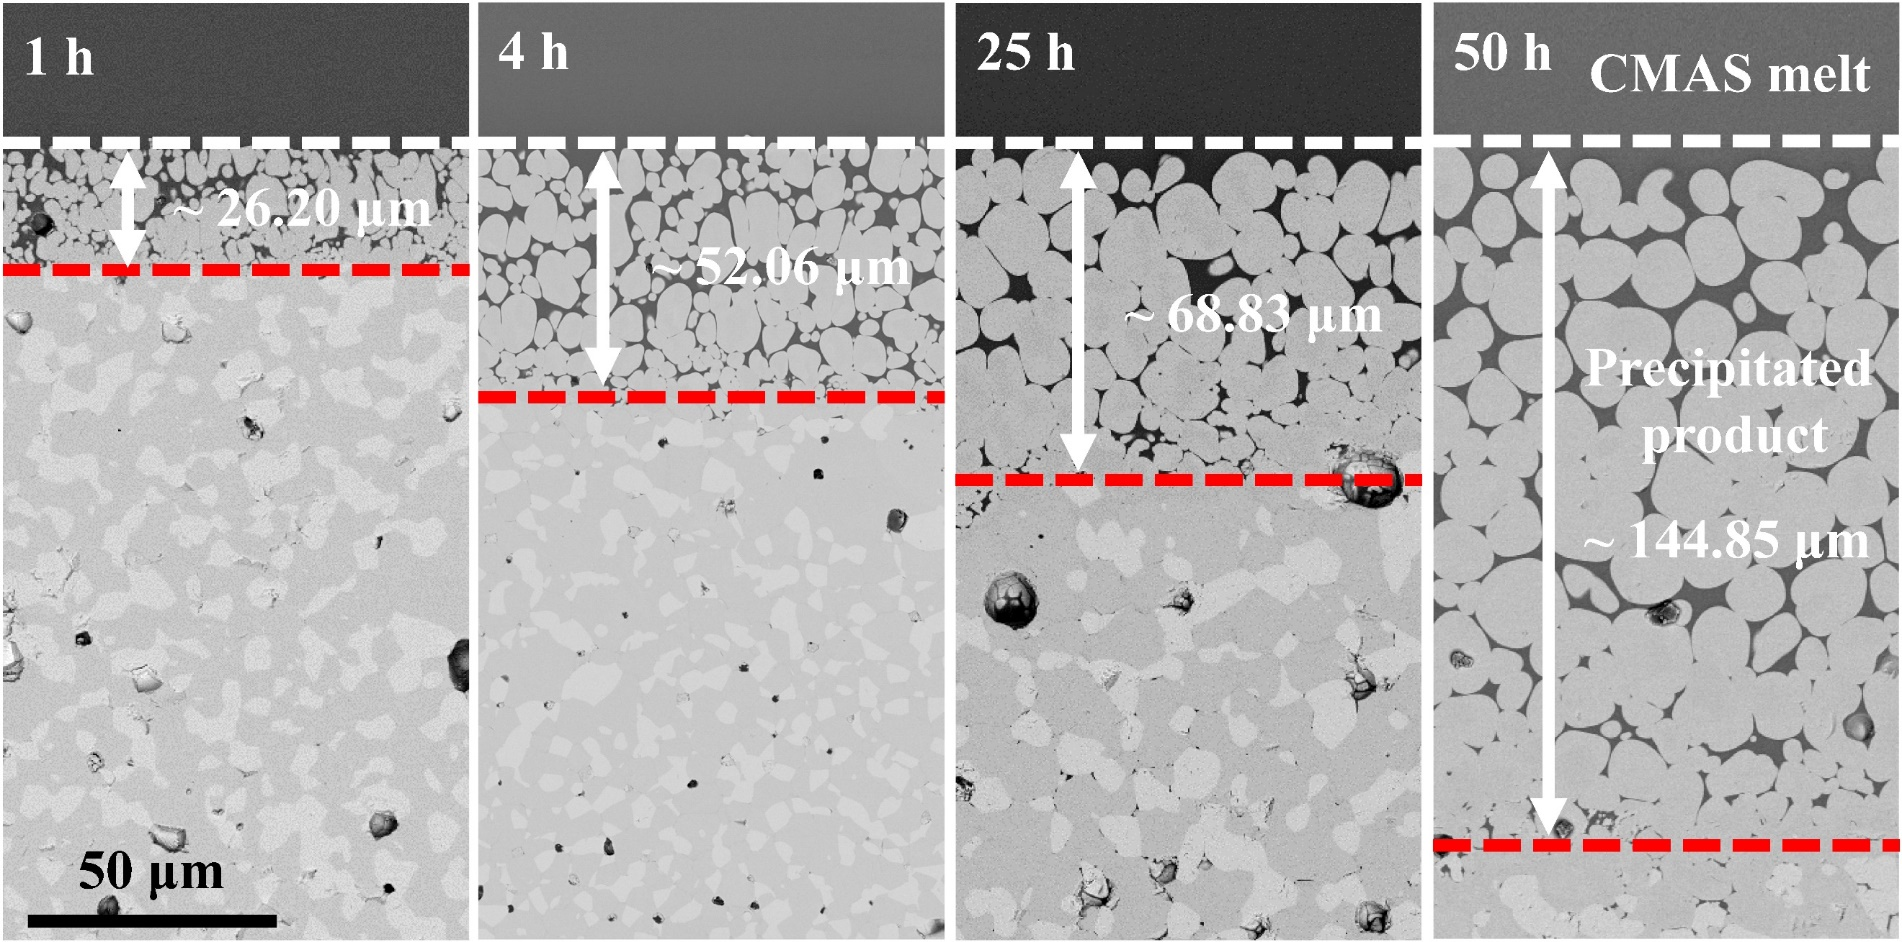 1 h
~ 26.20 μm
50 μm
4 h
~ 52.06 μm
25 h
~ 68.83 μm
50 h
CMAS melt
Precipitated
product
~ 144.85 μm